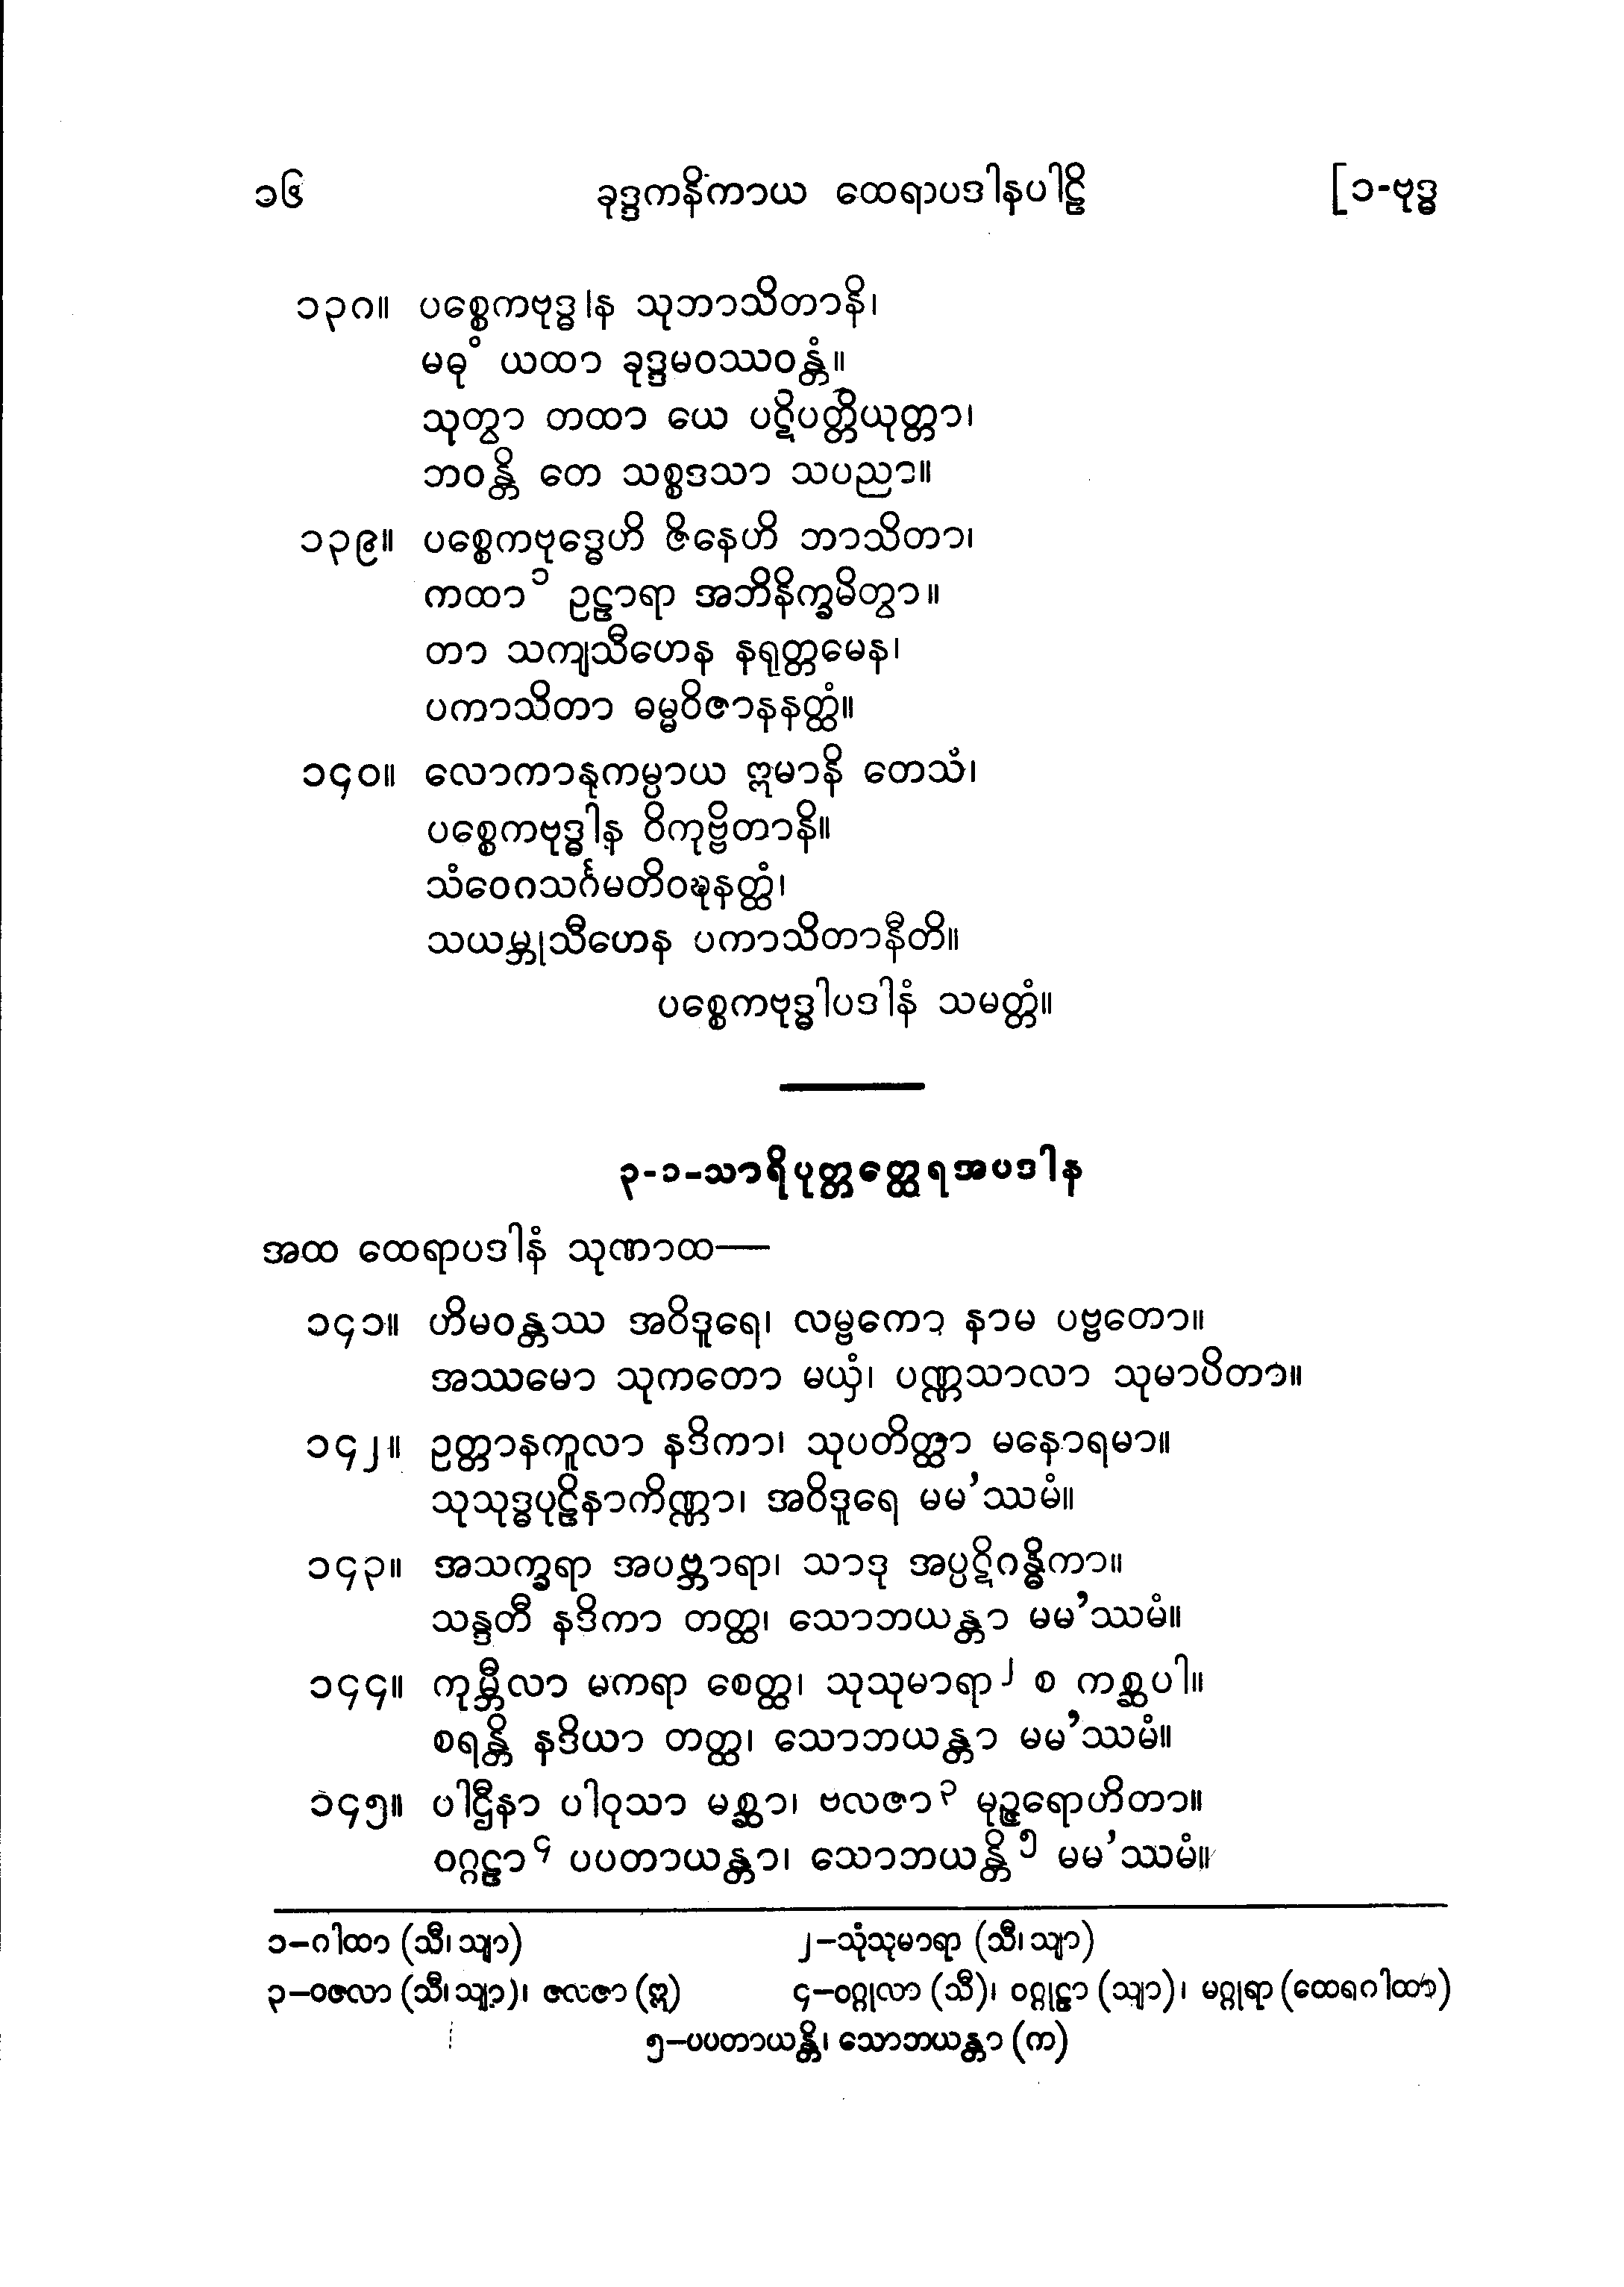 ၁၆ ခုဒ္ဒကနိကာယ ထေရာပဒါနပါဠိ [၁-ဗုဒ္ဓ
၁၃၈။ ပစ္စေကဗုဒ္ဓါန သုဘာသိတာနိ၊
မဓုံ ယထာ ခုဒ္ဒမဝဿဝန္တံ။
သုတွာ တထာ ယေ ပဋိပတ္တိယုတ္တာ၊
ဘဝန္တိ တေ သစ္စဒသာ သပညာ။
၁၃၉။ ပစ္စေကဗုဒ္ဓေဟိ ဇိနေဟိ ဘာသိတာ၊
ကထာ၁ ဥဠာရာ အဘိနိက္ခမိတွာ။
တာ သကျသီဟေန နရုတ္တမေန၊
ပကာသိတာ ဓမ္မဝိဇာနနတ္ထံ။
၁၄၀။ လောကာနုကမ္ပာယ ဣမာနိ တေသံ၊
ပစ္စေကဗုဒ္ဓါန ဝိကုဗ္ဗိတာနိ။
သံဝေဂသင်္ဂမတိဝဍ္ဎနတ္ထံ၊
သယမ္ဘုသီဟေန ပကာသိတာနီတိ။
ပစ္စေကဗုဒ္ဓါပဒါနံ သမတ္တံ။
၃-၁-သာရိပုတ္တတ္ထေရအပဒါန
အထ ထေရာပဒါနံ သုဏာထ—
၁၄၁။ ဟိမဝန္တဿ အဝိဒူရေ၊ လမ္ဗကော နာမ ပဗ္ဗတော။
အဿမော သုကတော မယှံ၊ ပဏ္ဏသာလာ သုမာပိတာ။
၁၄၂။ ဥတ္တာနကူလာ နဒိကာ၊ သုပတိတ္ထာ မနောရမာ။
သုသုဒ္ဓပုဠိနာကိဏ္ဏာ၊ အဝိဒူရေ မမ’ဿမံ။
၁၄၃။ အသက္ခရာ အပဗ္ဘာရာ၊ သာဒု အပ္ပဋိဂန္ဓိကာ။
သန္ဒတီ နဒိကာ တတ္ထ၊ သောဘယန္တာ မမ’ဿမံ။
၁၄၄။ ကုမ္ဘီလာ မကရာ စေတ္ထ၊ သုသုမာရာ၂ စ ကစ္ဆပါ။
စရန္တိ နဒိယာ တတ္ထ၊ သောဘယန္တာ မမ’ဿမံ။
၁၄၅။ ပါဌီနာ ပါဝုသာ မစ္ဆာ၊ ဗလဇာ၃ မုဉ္ဇရောဟိတာ။
ဝဂ္ဂဠာ၄ ပပတာယန္တာ၊ သောဘယန္တိ၅ မမ’ဿမံ။
၁–ဂါထာ (သီ၊ သျာ) ၂–သုံသုမာရာ (သီ၊ သျာ)
၃–ဝဇလာ (သီ၊ သျာ)၊ ဇလဇာ (ဣ) ၄–ဝဂ္ဂုလာ (သီ)၊ ဝဂ္ဂုဠာ (သျာ)၊ မဂ္ဂုရာ (ထေရဂါထာ)
၅–ပပတာယန္တိ၊ သောဘယန္တာ (က)